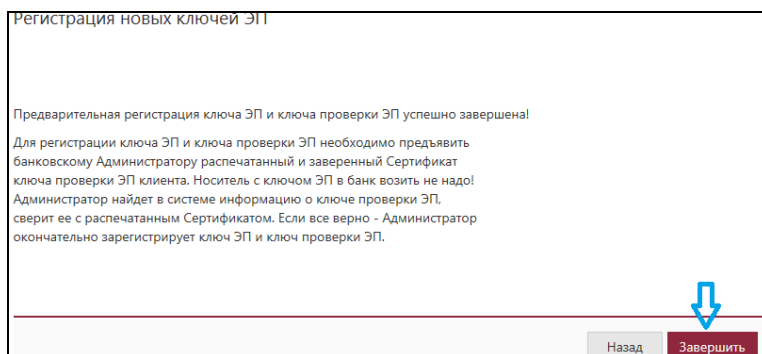 Регистрация новых ключей ЭП
Предварительная регистрация ключа ЭП и ключа проверки ЭП успешно завершена!
Для регистрации ключа ЭП и ключа проверки ЭП необходимо предъявить
банковскому Администратору распечатанный и заверенный Сертификат
ключа проверки ЭП клиента. Носитель с ключом ЭП в банк возить не надо!
Администратор найдет в системе информацию о ключе проверки ЭП,
сверит ее с распечатанным Сертификатом. Если все верно - Администратор
окончательно зарегистрирует ключ ЭП и ключ проверки ЭП.
Назад Завершить